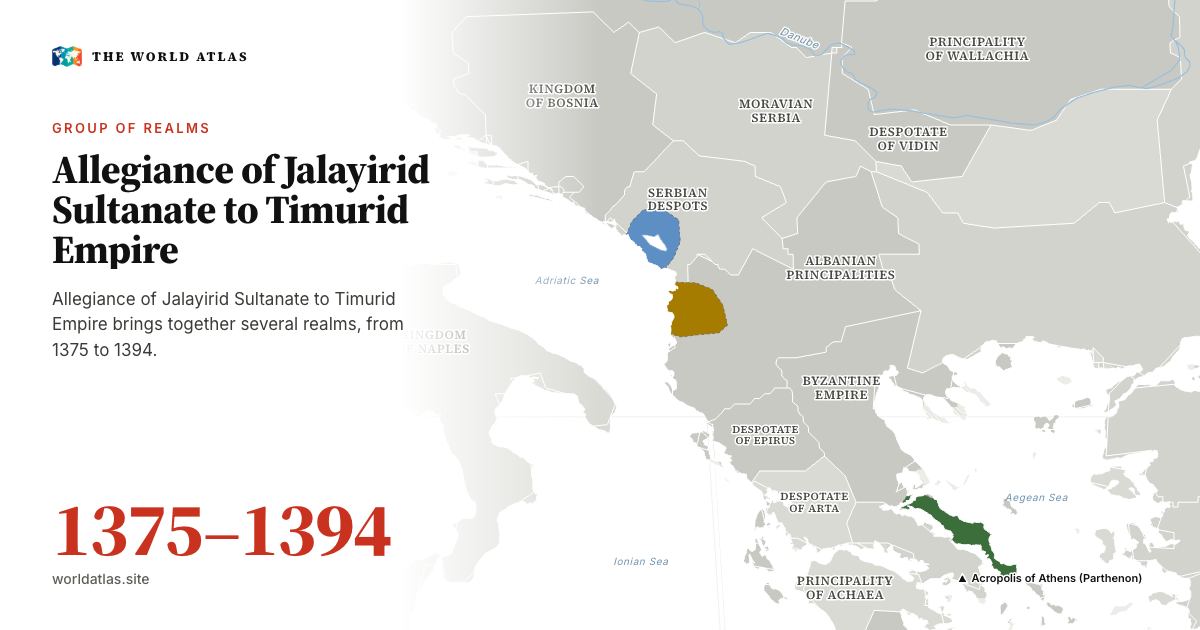 THE WORLD ATLAS
GROUP OF REALMS
Allegiance of Jalayirid
Sultanate to Timurid
Empire
Allegiance of Jalayirid Sultanate to Timurid
Empire brings together several realms, from
1375 to 1394.
1375–1394
worldatlas.site
Danube
PRINCIPALITY
OF WALLACHIA
KINGDOM
OF BOSNIA
MORAVIAN
SERBIA
DESPOTATE
OF VIDIN
SERBIAN
DESPOTS
ALBANIAN
PRINCIPALITIES
Adriatic Sea
KINGDOM
OF NAPLES
BYZANTINE
EMPIRE
DESPOTATE
OF EPIRUS
DESPOTATE
OF ARTA
Aegean Sea
Ionian Sea
PRINCIPALITY
OF ACHAEA
▲ Acropolis of Athens (Parthenon)